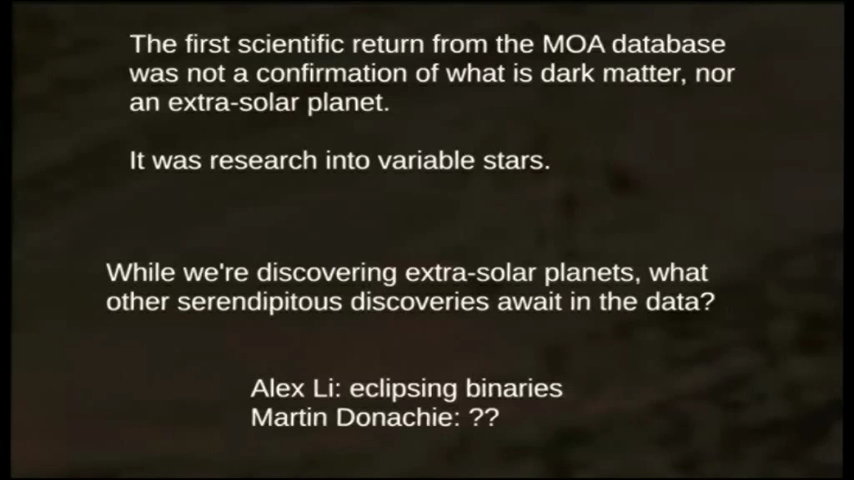 The first scientific return from the MOA database
was not a confirmation of what is dark matter, nor
an extra-solar planet.
It was research into variable stars.
While we're discovering extra-solar planets, what
other serendipitous discoveries await in the data?
Alex Li: eclipsing binaries
Martin Donachie: ??